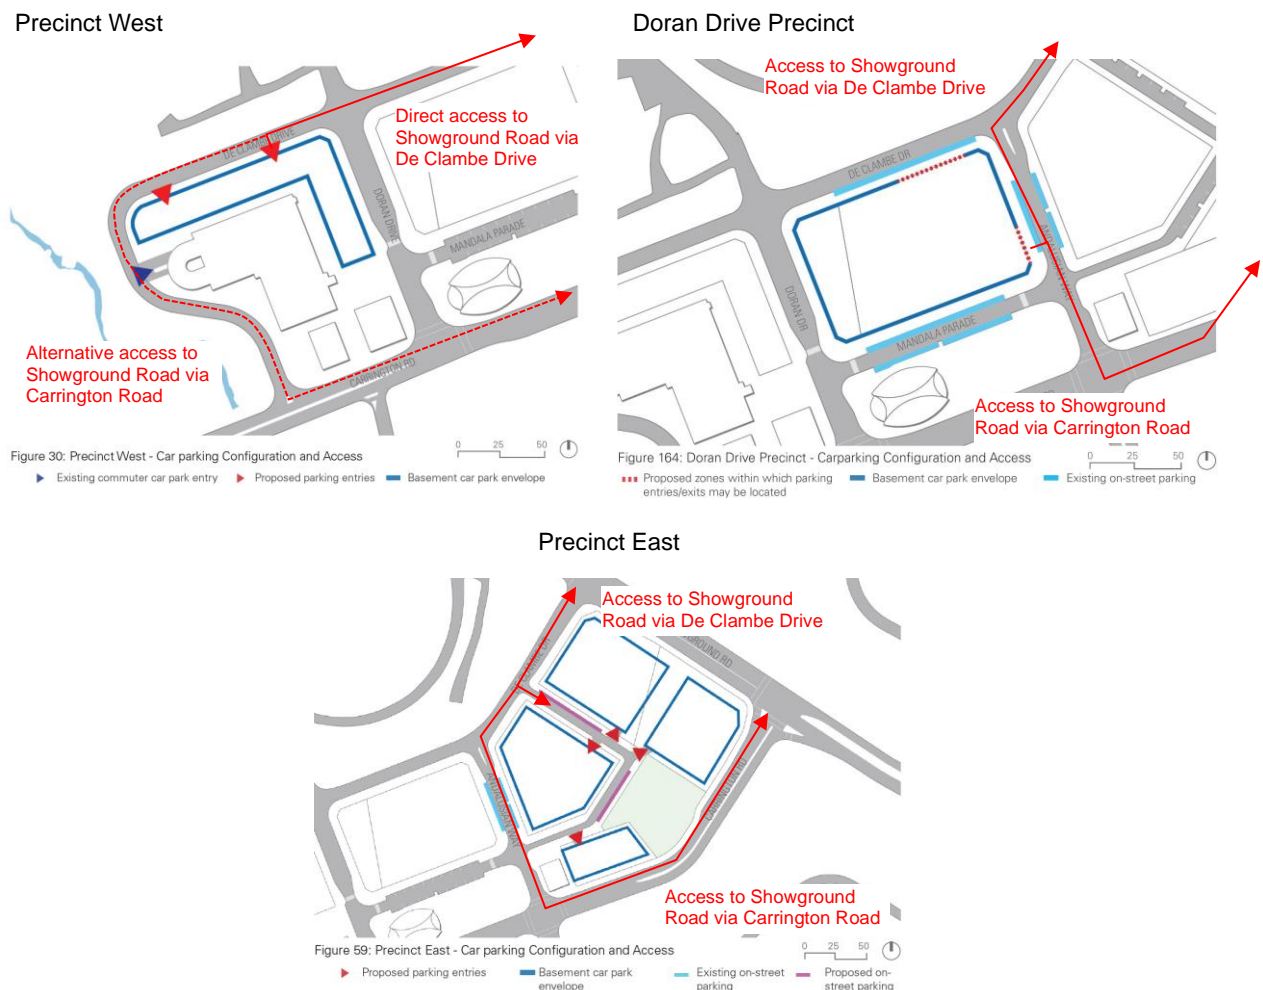 Precinct West
Direct access to
Showground Road via
De Clambe Drive
DE CLAMBE DRIVE
DORAN DRIVE
MANDALA PARADE
CARRINGTON RD
Alternative access to
Showground Road via
Carrington Road
Figure 30: Precinct West - Car parking Configuration and Access
0 25 50
Existing commuter car park entry
Proposed parking entries
Basement car park envelope
Doran Drive Precinct
Access to Showground
Road via De Clambe Drive
DE CLAMBE DR
ANDALUSIAN WAY
DORAN DR
MANDALA PARADE
Access to Showground
Road via Carrington Road
Figure 164: Doran Drive Precinct - Carparking Configuration and Access
0 25 50
Proposed zones within which parking
entries/exits may be located
Basement car park envelope
Existing on-street parking
Precinct East
Access to Showground
Road via De Clambe Drive
ANDALUSIAN WAY
CARRINGTON RD
Access to Showground
Road via Carrington Road
Figure 59: Precinct East - Car parking Configuration and Access
0 25 50
Proposed parking entries
Basement car park
envelope
Existing on-street
parking
Proposed on-
street parking